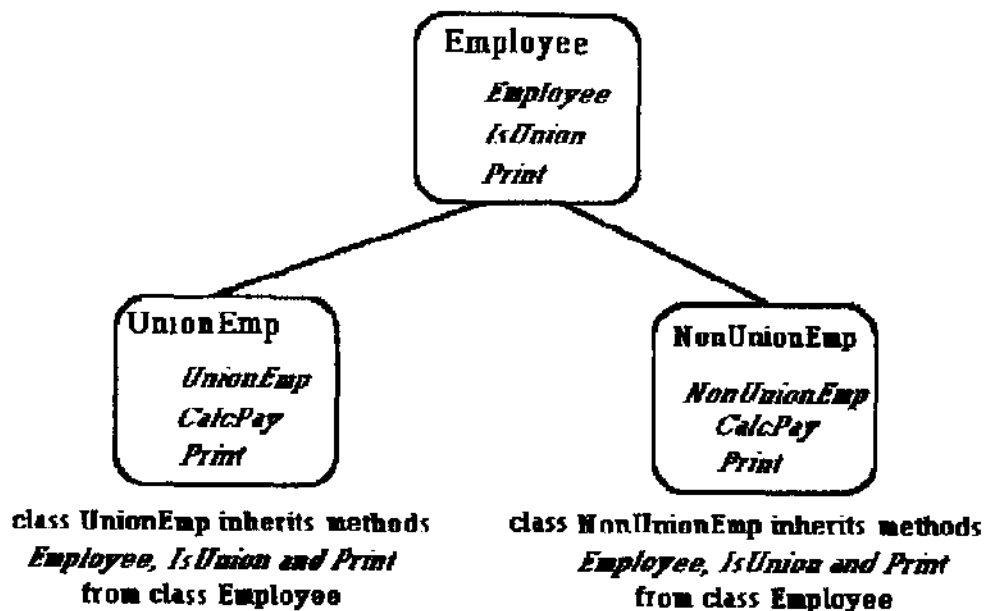 Employee
Employee
IsUnion
Print
UnionEmp
UnionEmp
CalcPay
Print
NonUnionEmp
NonUnionEmp
CalcPay
Print
class UnionEmp inherits methods
Employee, IsUnion and Print
from class Employee
class NonUnionEmp inherits methods
Employee, IsUnion and Print
from class Employee